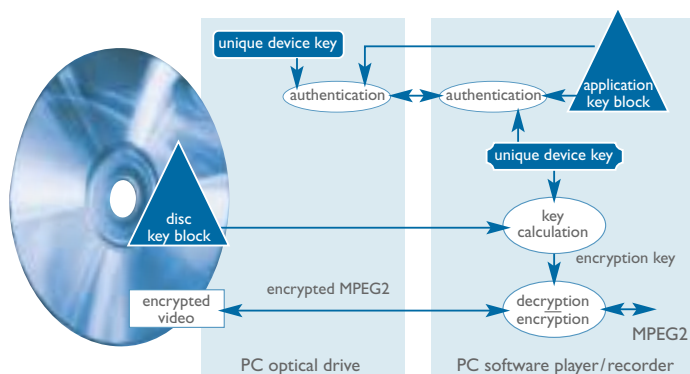 unique device key
authentication
authentication
application
key block
unique device key
disc
key block
key
calculation
encryption key
encrypted MPEG2
encrypted
video
decryption
encryption
MPEG2
PC optical drive
PC software player/recorder